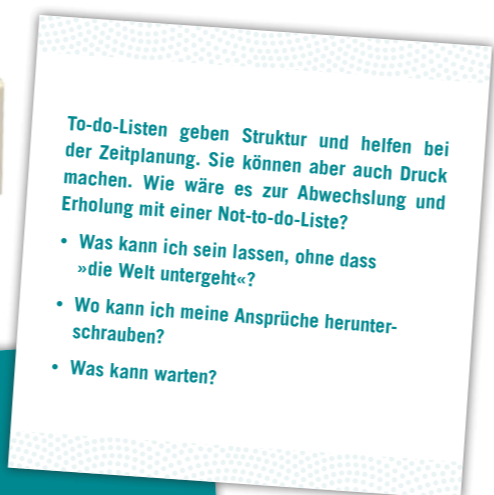 To-do-Listen geben Struktur und helfen bei
der Zeitplanung. Sie können aber auch Druck
machen. Wie wäre es zur Abwechslung und
Erholung mit einer Not-to-do-Liste?
• Was kann ich sein lassen, ohne dass
»die Welt untergeht«?
• Wo kann ich meine Ansprüche herunter-
schrauben?
• Was kann warten?